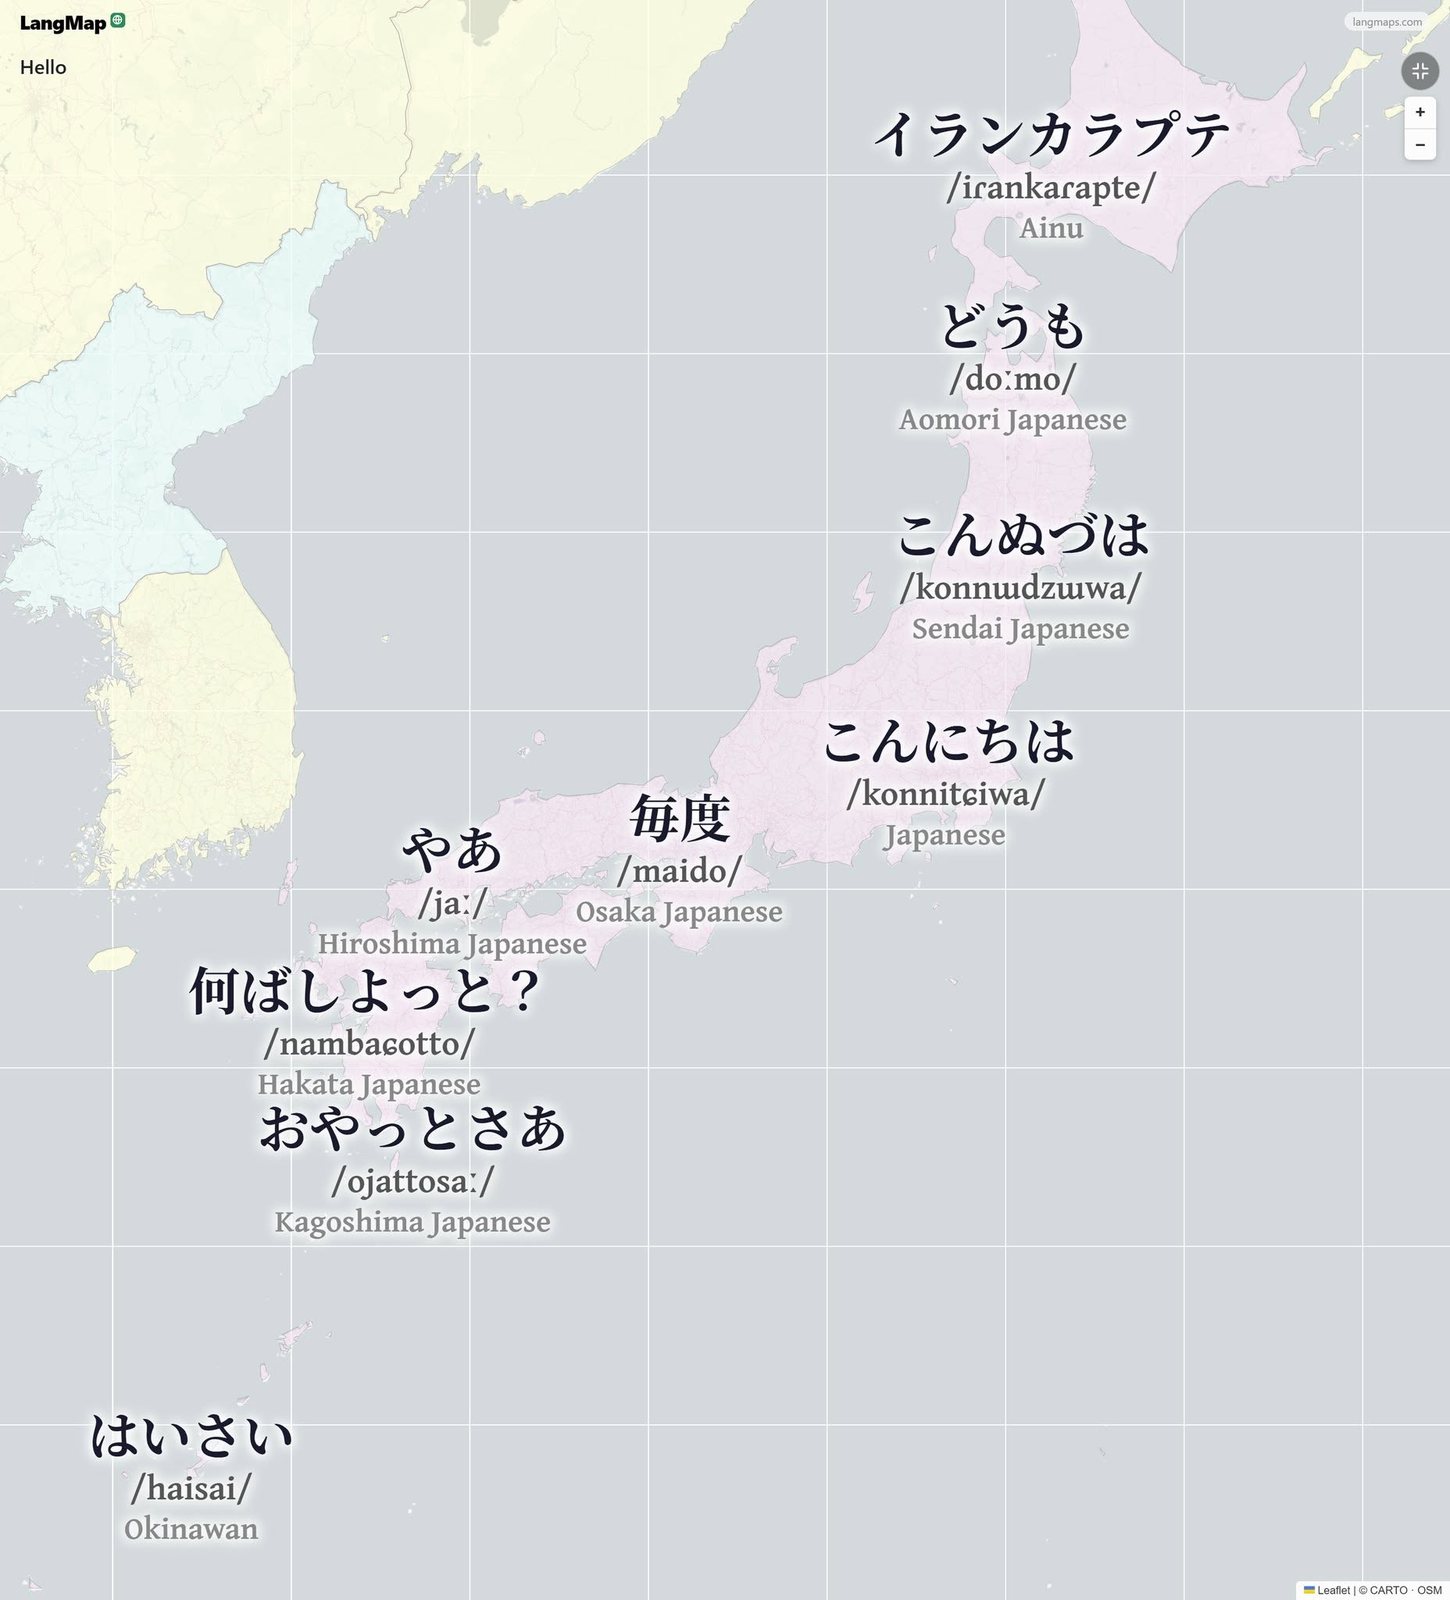 LangMap
langmaps.com
Hello
+
−
イランカラプテ
/iɾankaɾapte/
Ainu
どうも
/doːmo/
Aomori Japanese
こんぬづは
/konnɯdzɯwa/
Sendai Japanese
こんにちは
/konnitɕiwa/
Japanese
毎度
/maido/
Osaka Japanese
やあ
/jaː/
Hiroshima Japanese
何ばしよっと？
/nambaɕotto/
Hakata Japanese
おやっとさあ
/ojattosaː/
Kagoshima Japanese
はいさい
/haisai/
Okinawan
Leaflet | © CARTO · OSM